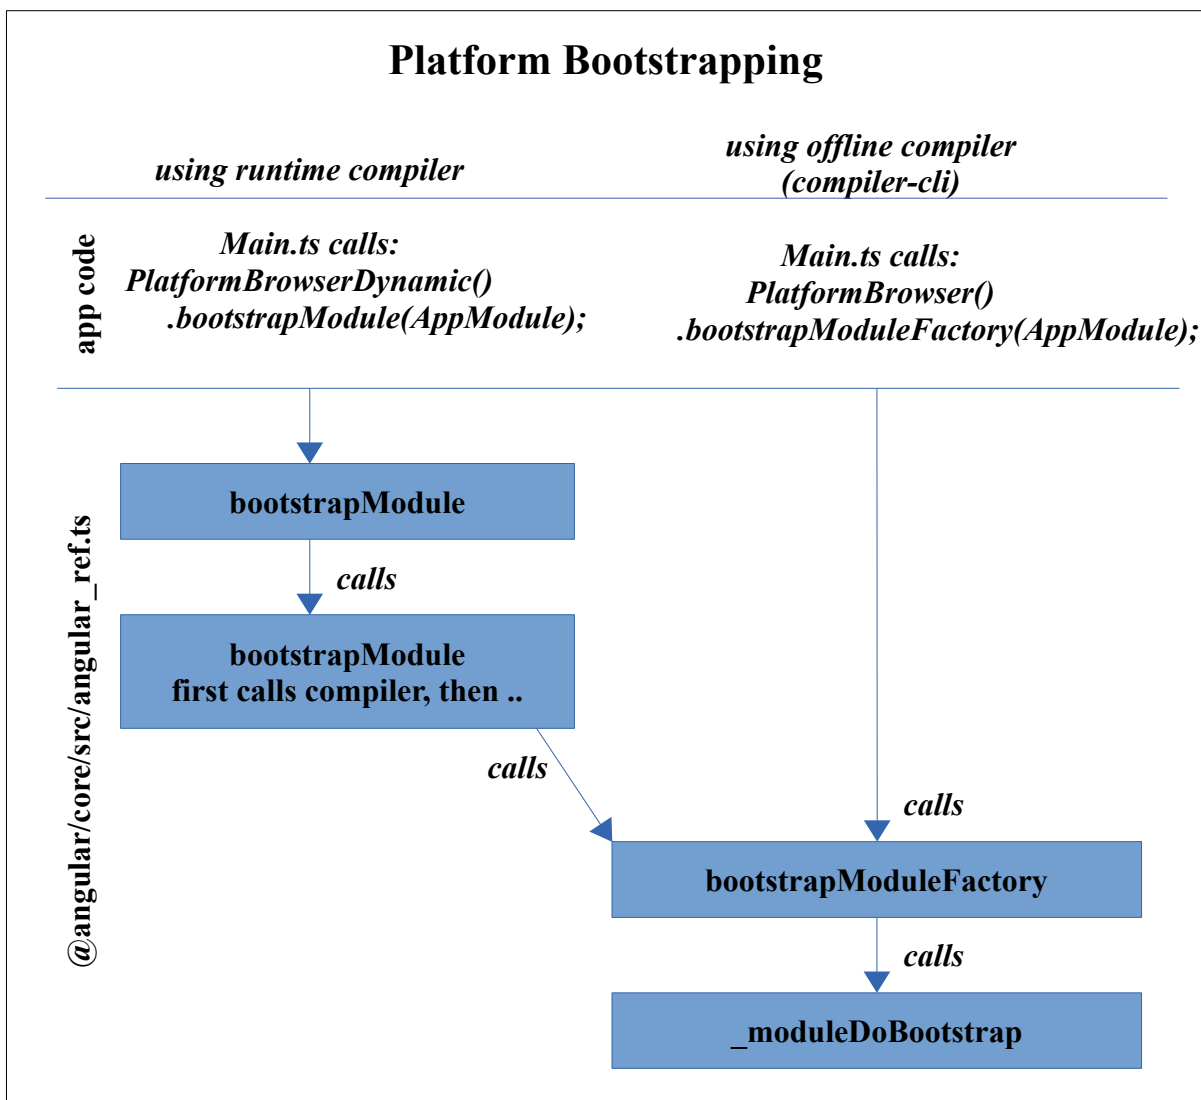 Platform Bootstrapping
using runtime compiler
using offline compiler
(compiler-cli)
app code
Main.ts calls:
PlatformBrowserDynamic()
.bootstrapModule(AppModule);
Main.ts calls:
PlatformBrowser()
.bootstrapModuleFactory(AppModule);
@angular/core/src/angular_ref.ts
bootstrapModule
calls
bootstrapModule
first calls compiler, then ..
calls
calls
bootstrapModuleFactory
calls
_moduleDoBootstrap